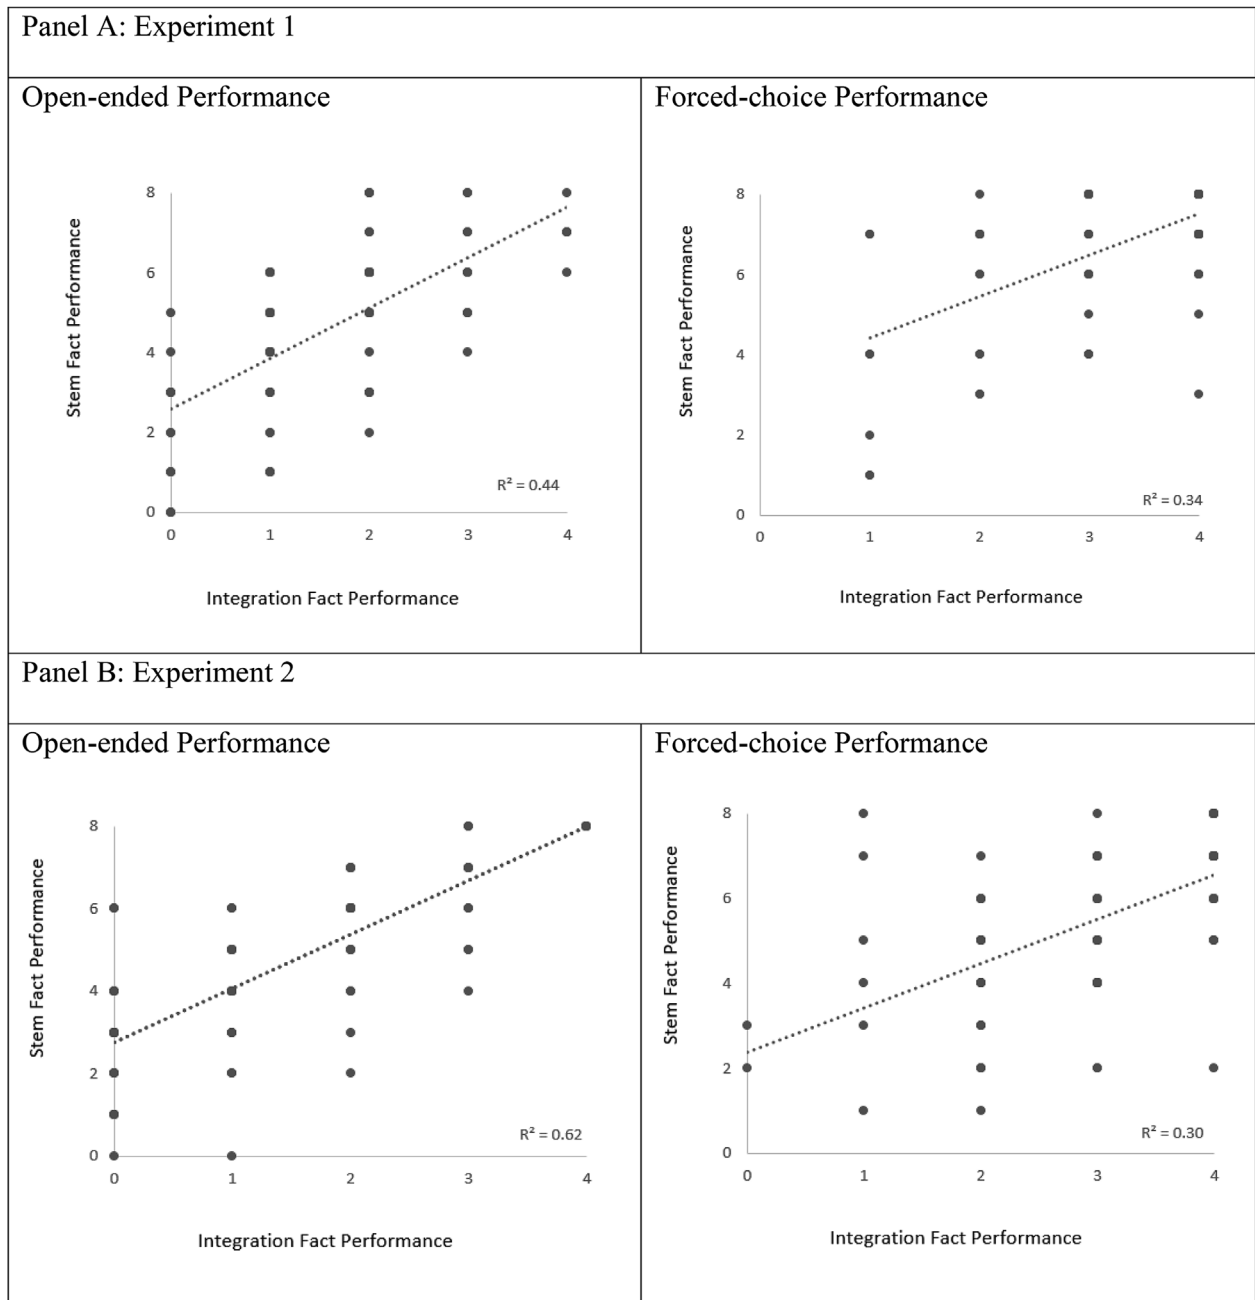 Panel A: Experiment 1
Open-ended Performance
Stem Fact Performance
8
6
4
2
0
R² = 0.44
0 1 2 3 4
Integration Fact Performance
Forced-choice Performance
Stem Fact Performance
8
6
4
2
0
R² = 0.34
0 1 2 3 4
Integration Fact Performance
Panel B: Experiment 2
Open-ended Performance
Stem Fact Performance
8
6
4
2
0
R² = 0.62
0 1 2 3 4
Integration Fact Performance
Forced-choice Performance
Stem Fact Performance
8
6
4
2
0
R² = 0.30
0 1 2 3 4
Integration Fact Performance